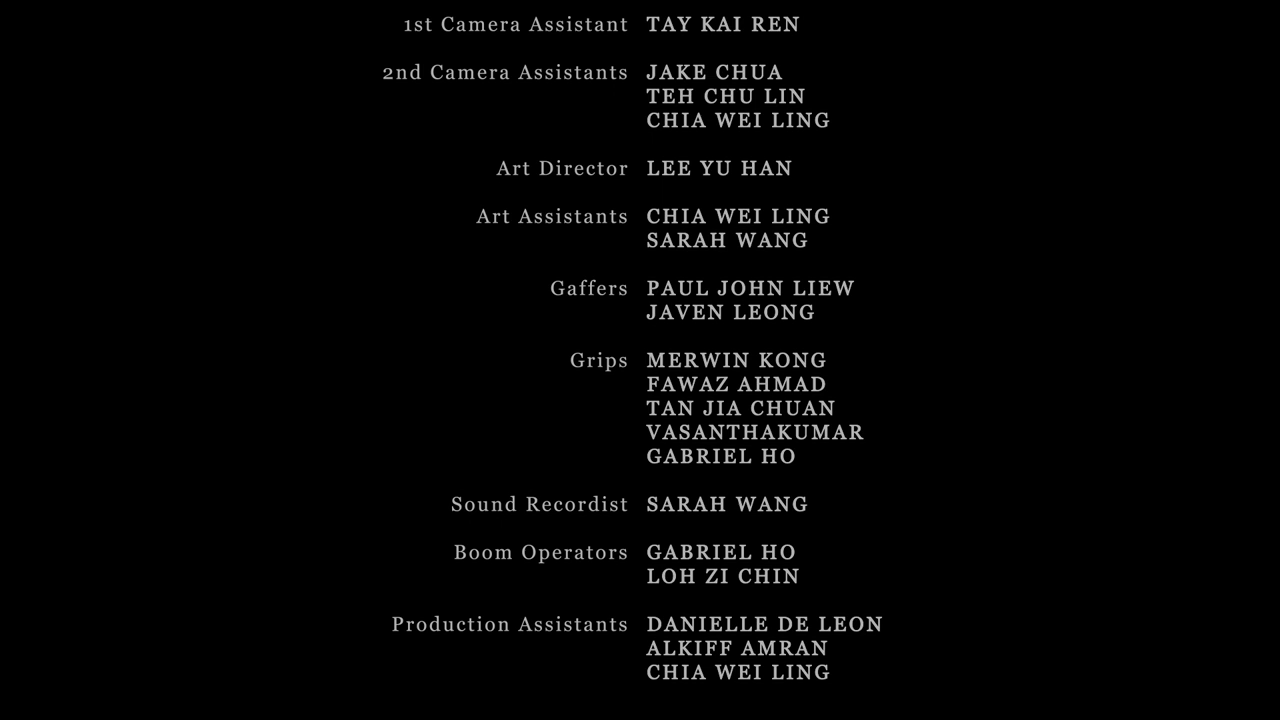 1st Camera Assistant TAY KAI REN
2nd Camera Assistants JAKE CHUA
TEH CHU LIN
CHIA WEI LING
Art Director LEE YU HAN
Art Assistants CHIA WEI LING
SARAH WANG
Gaffers PAUL JOHN LIEW
JAVEN LEONG
Grips MERWIN KONG
FAWAZ AHMAD
TAN JIA CHUAN
VASANTHAKUMAR
GABRIEL HO
Sound Recordist SARAH WANG
Boom Operators GABRIEL HO
LOH ZI CHIN
Production Assistants DANIELLE DE LEON
ALKIFF AMRAN
CHIA WEI LING